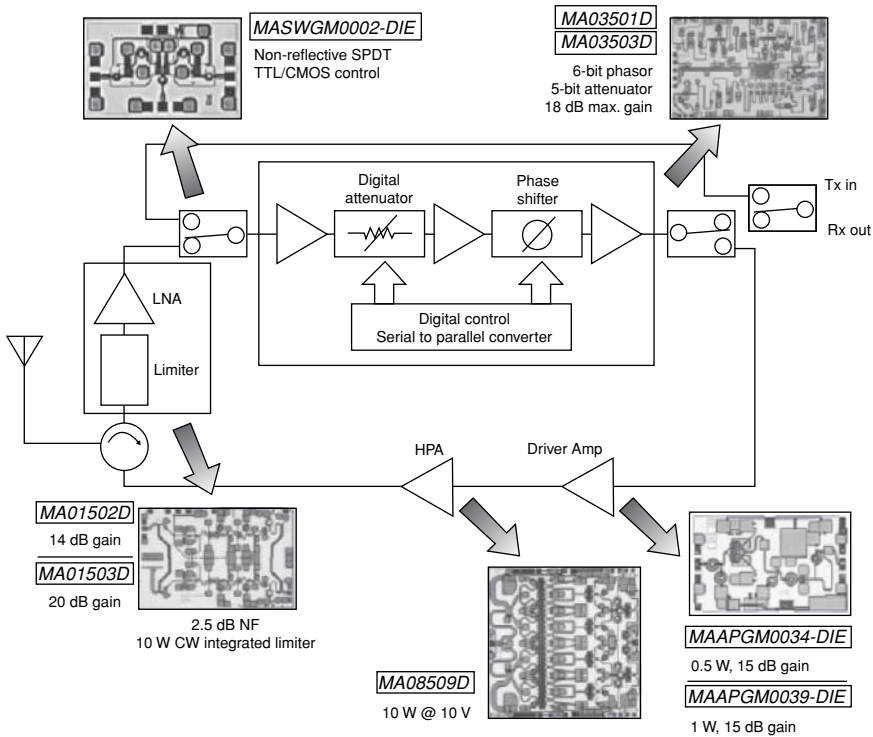 MASWGM0002-DIE
Non-reflective SPDT
TTL/CMOS control
MA03501D
MA03503D
6-bit phasor
5-bit attenuator
18 dB max. gain
Digital
attenuator
Phase
shifter
Tx in
Rx out
LNA
Limiter
Digital control
Serial to parallel converter
HPA
Driver Amp
MA01502D
14 dB gain
MA01503D
20 dB gain
2.5 dB NF
10 W CW integrated limiter
MA08509D
10 W @ 10 V
MAAPGM0034-DIE
0.5 W, 15 dB gain
MAAPGM0039-DIE
1 W, 15 dB gain